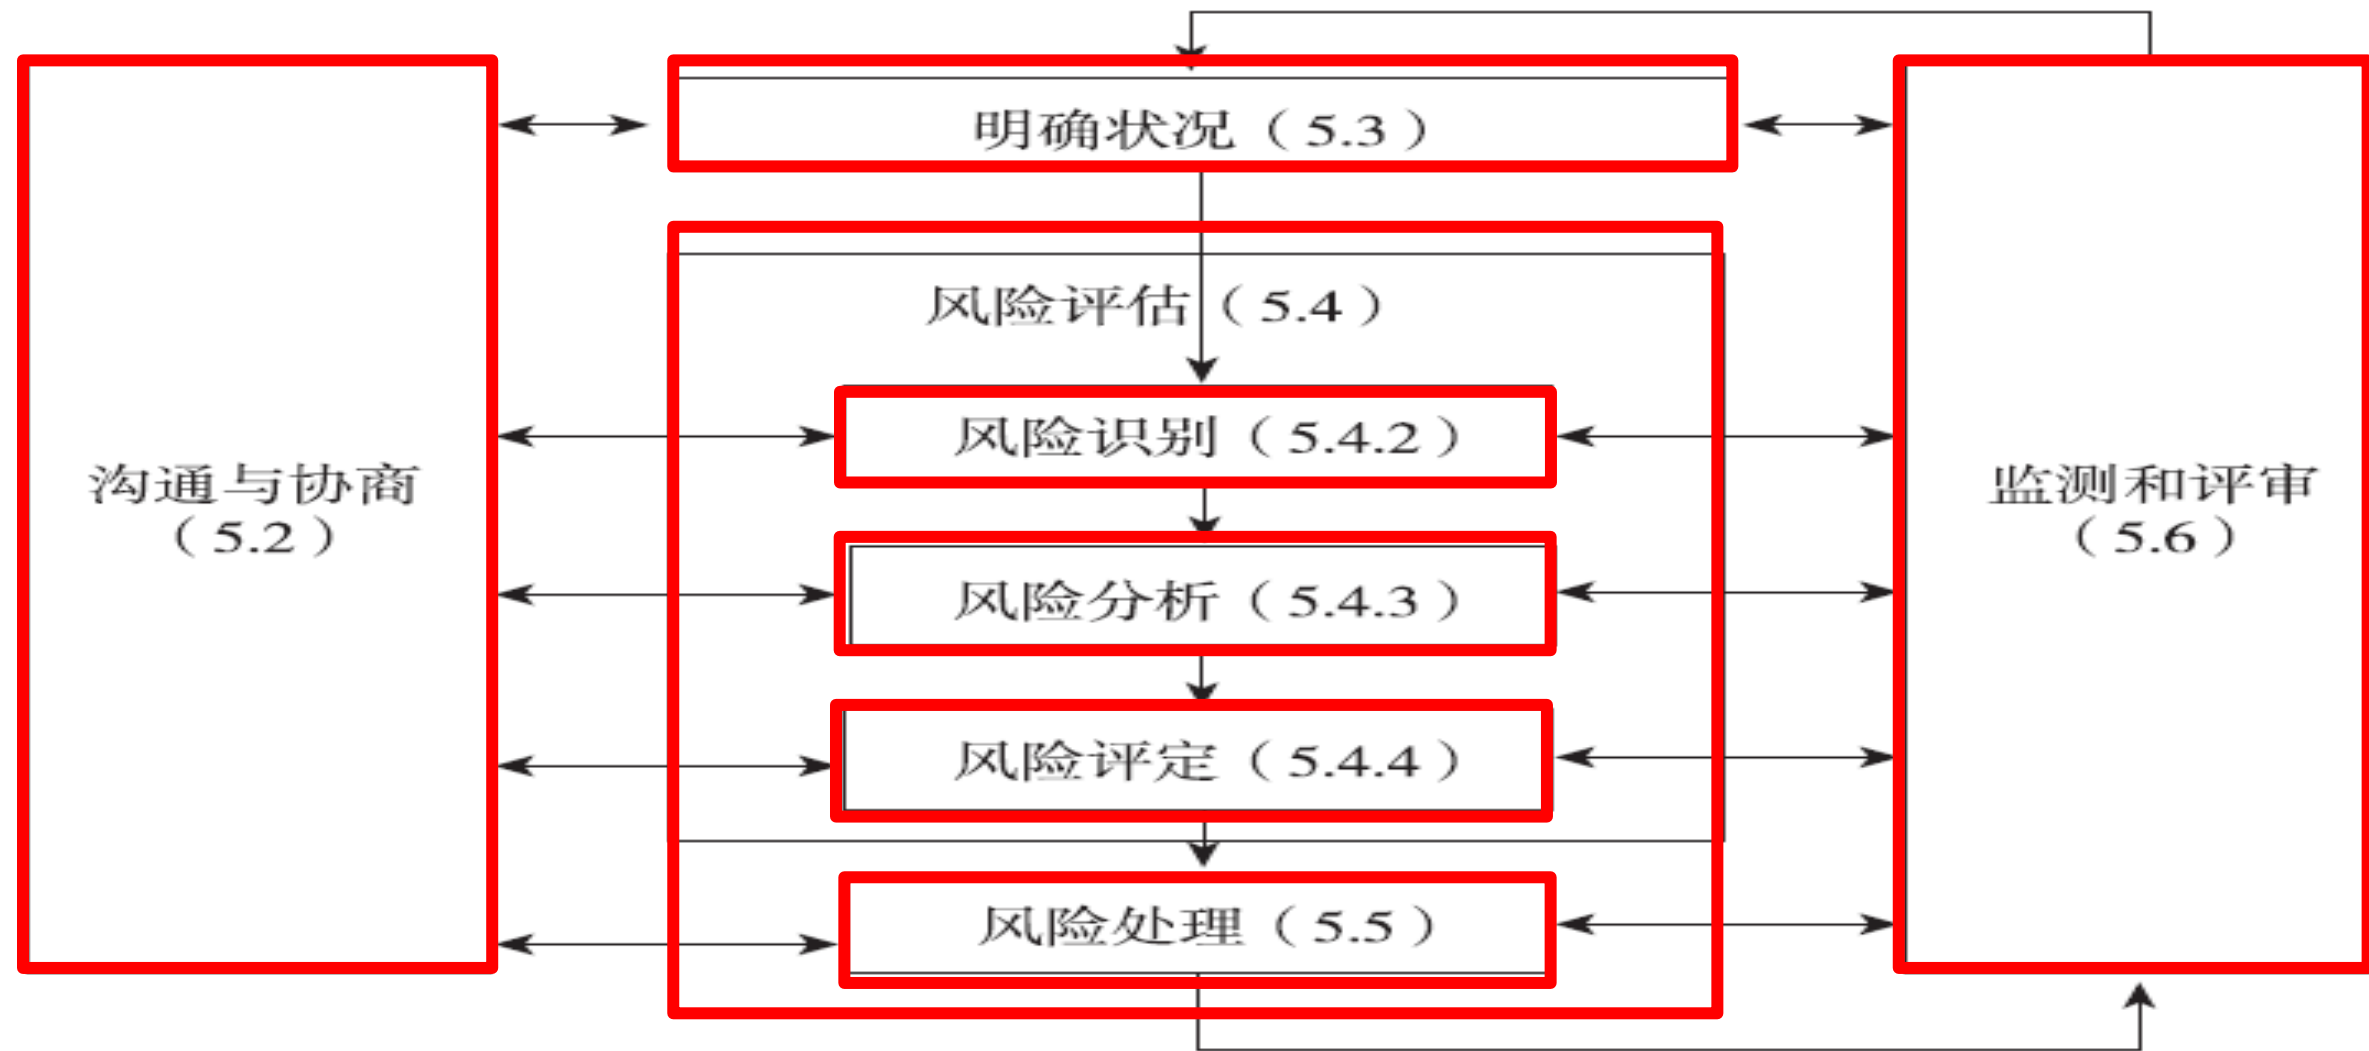 明确状况（5.3）
风险评估（5.4）
风险识别（5.4.2）
沟通与协商
（5.2）
监测和评审
（5.6）
风险分析（5.4.3）
风险评定（5.4.4）
风险处理（5.5）